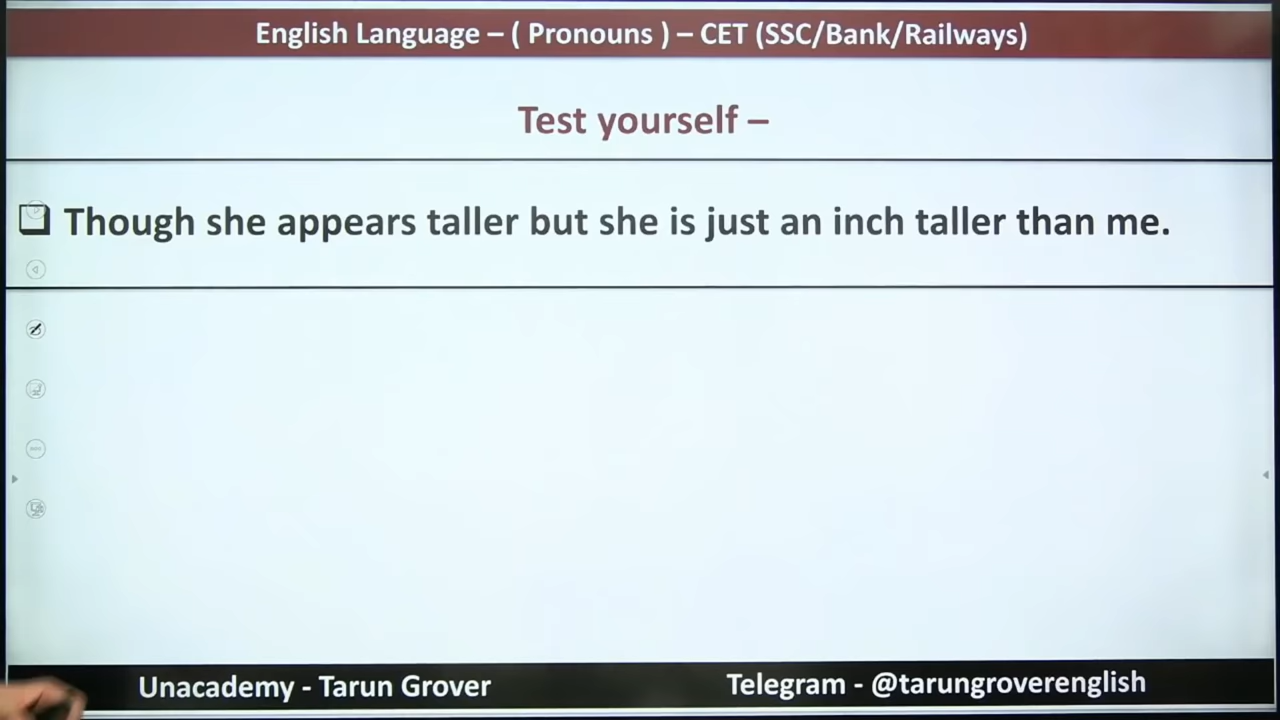 English Language – ( Pronouns ) – CET (SSC/Bank/Railways)
Test yourself –
Though she appears taller but she is just an inch taller than me.
Unacademy - Tarun Grover
Telegram - @tarungroverenglish